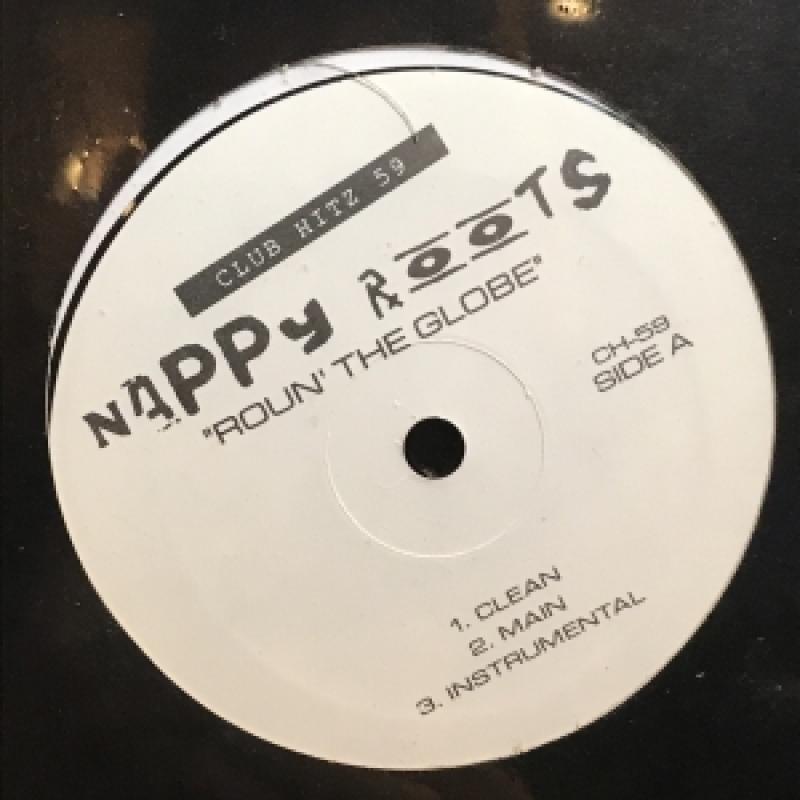 CLUB HITZ 59
NAPPY ROOTS
"ROUN' THE GLOBE"
CH-59
SIDE A
1. CLEAN
2. MAIN
3. INSTRUMENTAL